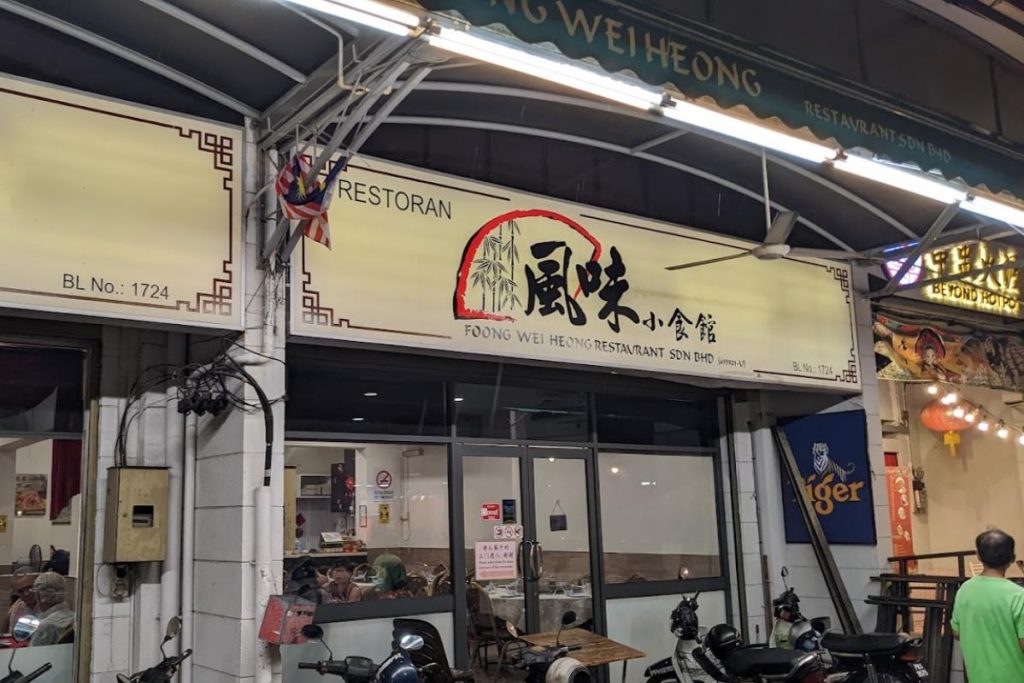 NG WEI HEONG
RESTAURANT SDN BHD
RESTORAN
風味小食館
FOONG WEI HEONG RESTAURANT SDN BHD
BL No.: 1724
BL No.: 1724
BEYOND HOTPOT
Tiger